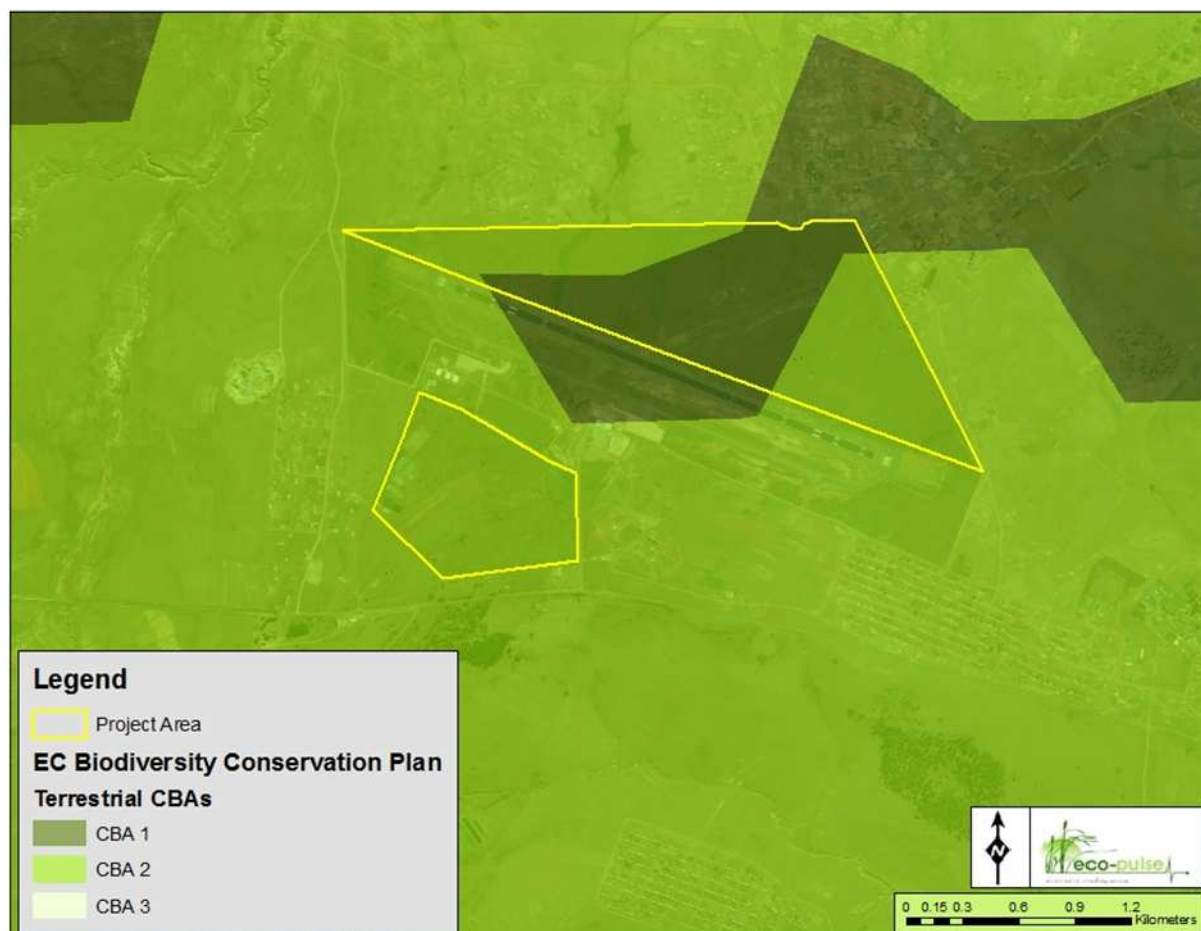 Legend
Project Area
EC Biodiversity Conservation Plan
Terrestrial CBAs
CBA 1
CBA 2
CBA 3
N
eco-pulse
0 0.15 0.3 0.6 0.9 1.2
Kilometers